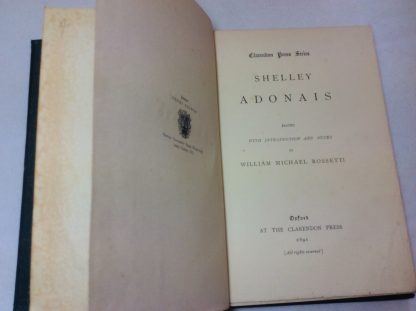 Clarendon Press Series
SHELLEY
ADONAIS
EDITED
WITH INTRODUCTION AND NOTES
BY
WILLIAM MICHAEL ROSSETTI
Oxford
AT THE CLARENDON PRESS
1891
[All rights reserved]